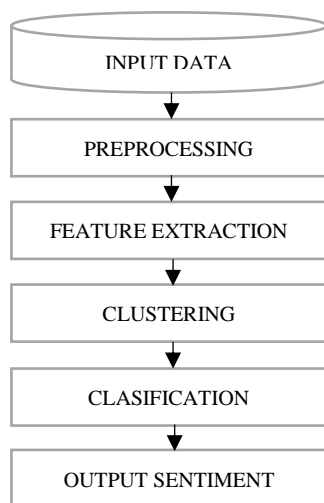 INPUT DATA
PREPROCESSING
FEATURE EXTRACTION
CLUSTERING
CLASIFICATION
OUTPUT SENTIMENT